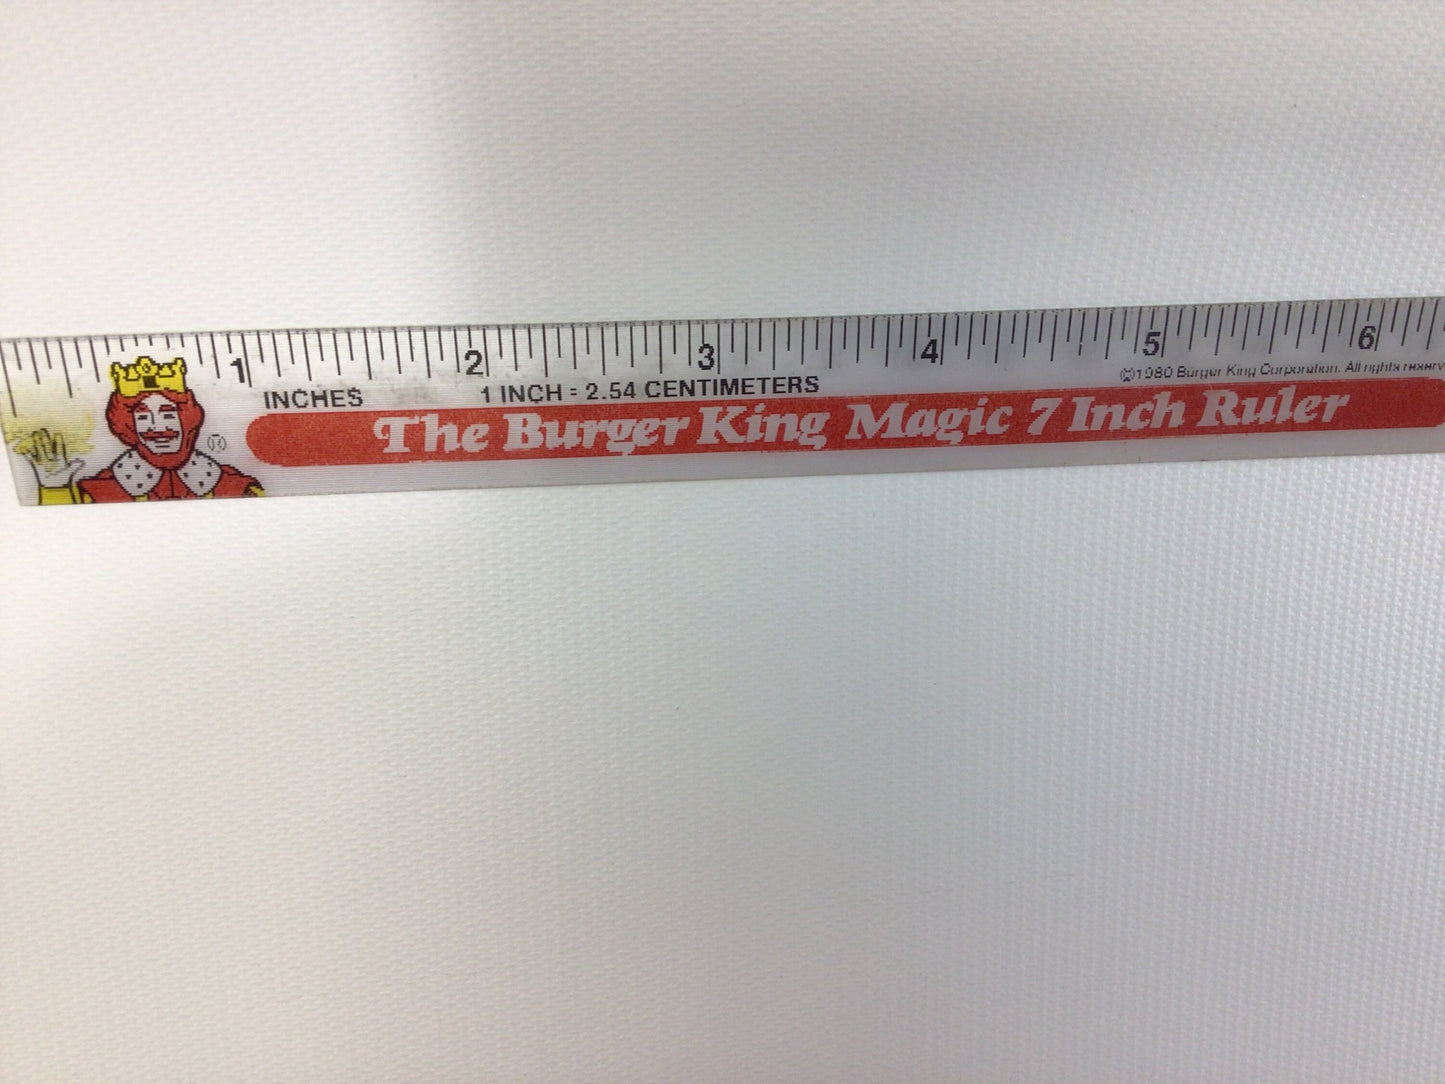 1 2 3 4 5 6
INCHES 1 INCH = 2.54 CENTIMETERS ©1980 Burger King Corporation. All rights
The Burger King Magic 7 Inch Ruler